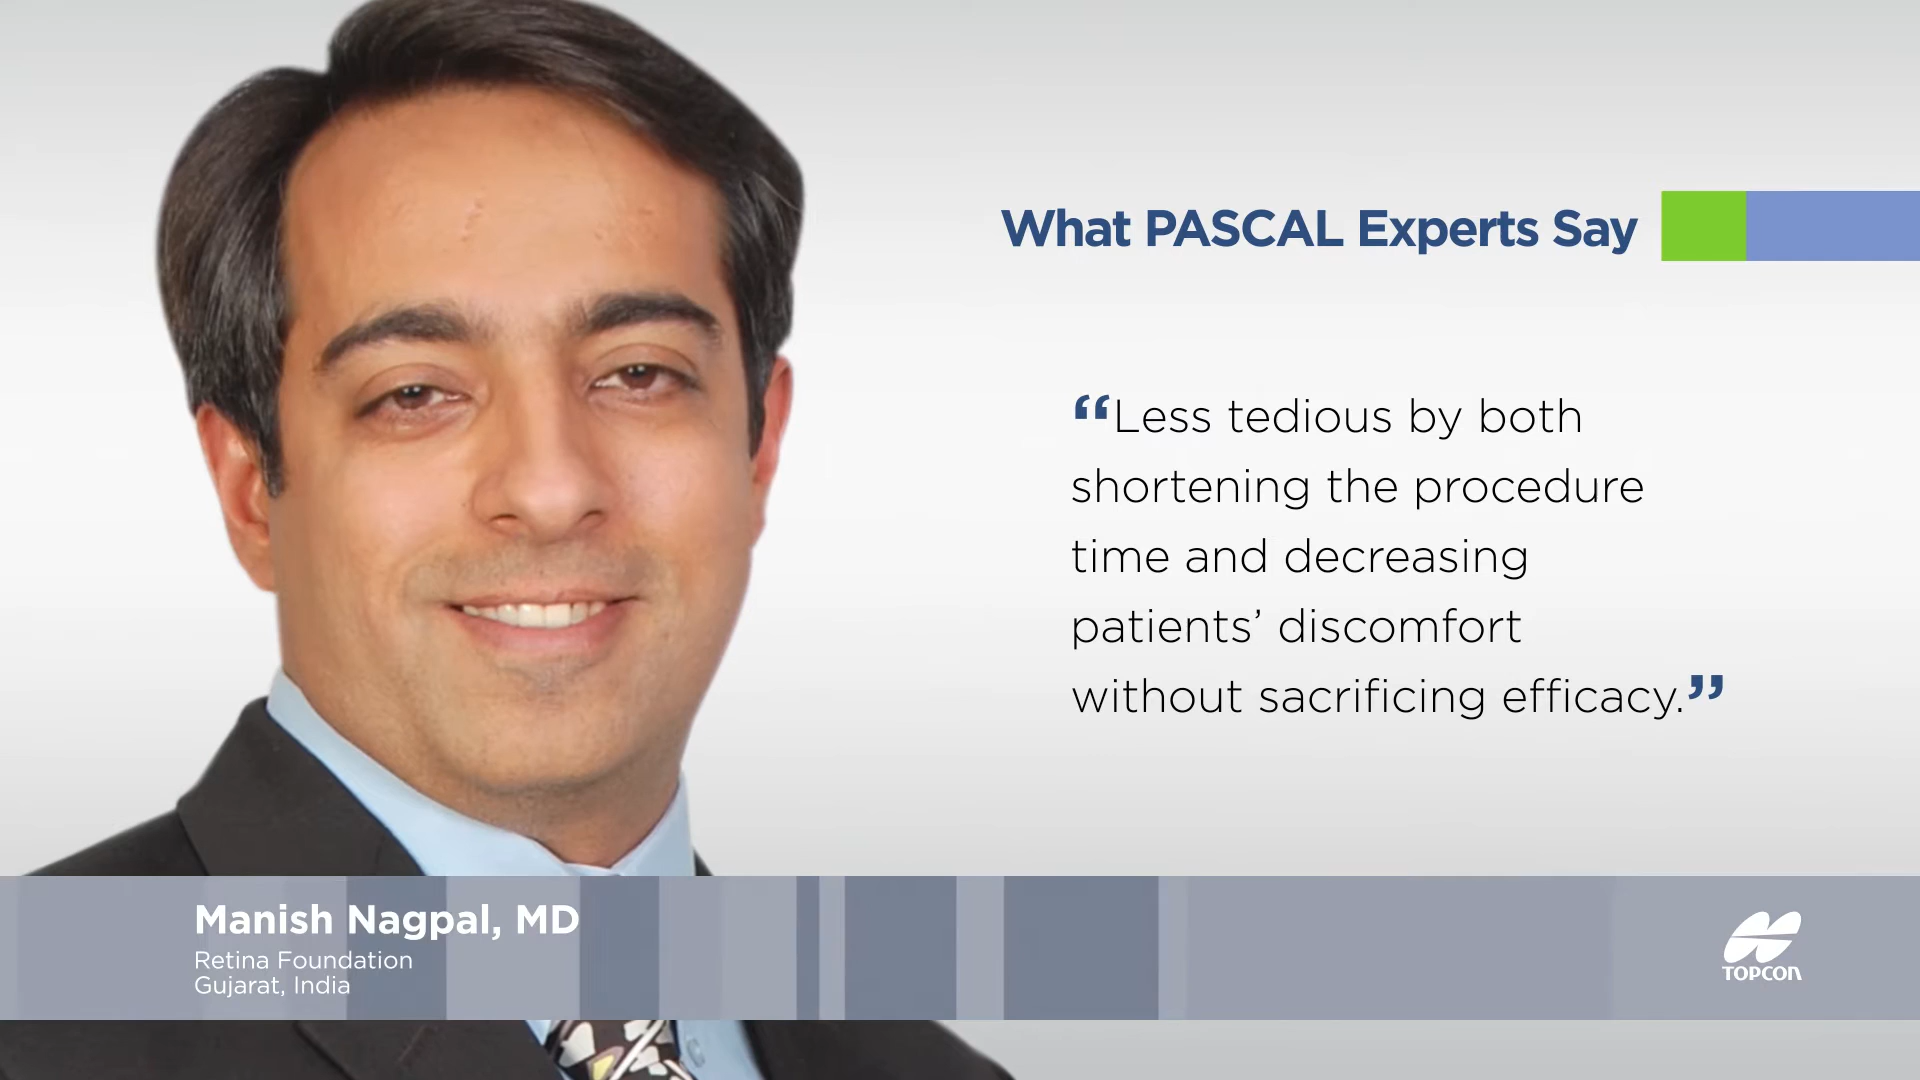 What PASCAL Experts Say
“Less tedious by both
shortening the procedure
time and decreasing
patients’ discomfort
without sacrificing efficacy.”
Manish Nagpal, MD
Retina Foundation
Gujarat, India
TOPCON